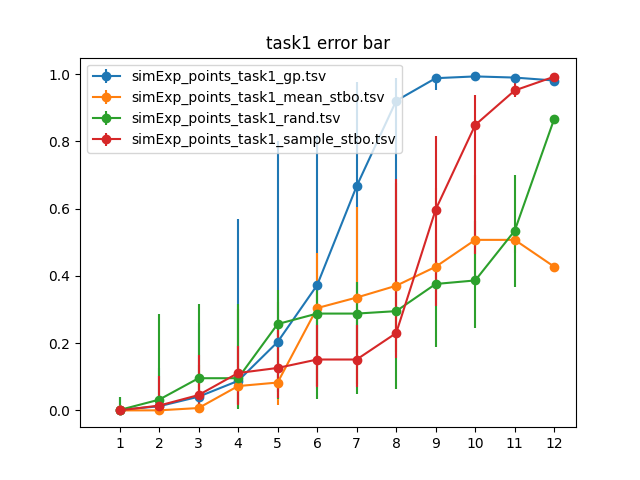 task1 error bar
simExp_points_task1_gp.tsv
simExp_points_task1_mean_stbo.tsv
simExp_points_task1_rand.tsv
simExp_points_task1_sample_stbo.tsv
1.0
0.8
0.6
0.4
0.2
0.0
1 2 3 4 5 6 7 8 9 10 11 12